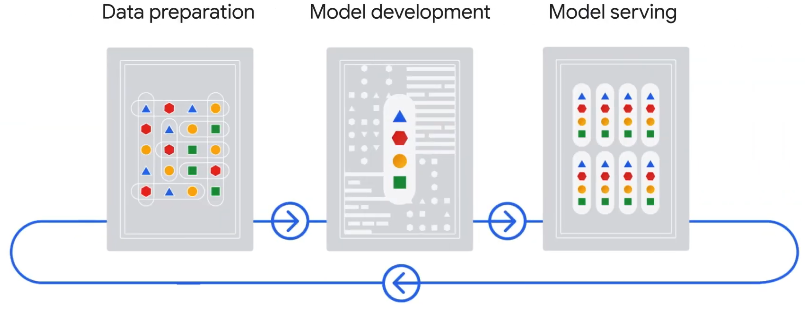 Data preparation
Model development
Model serving